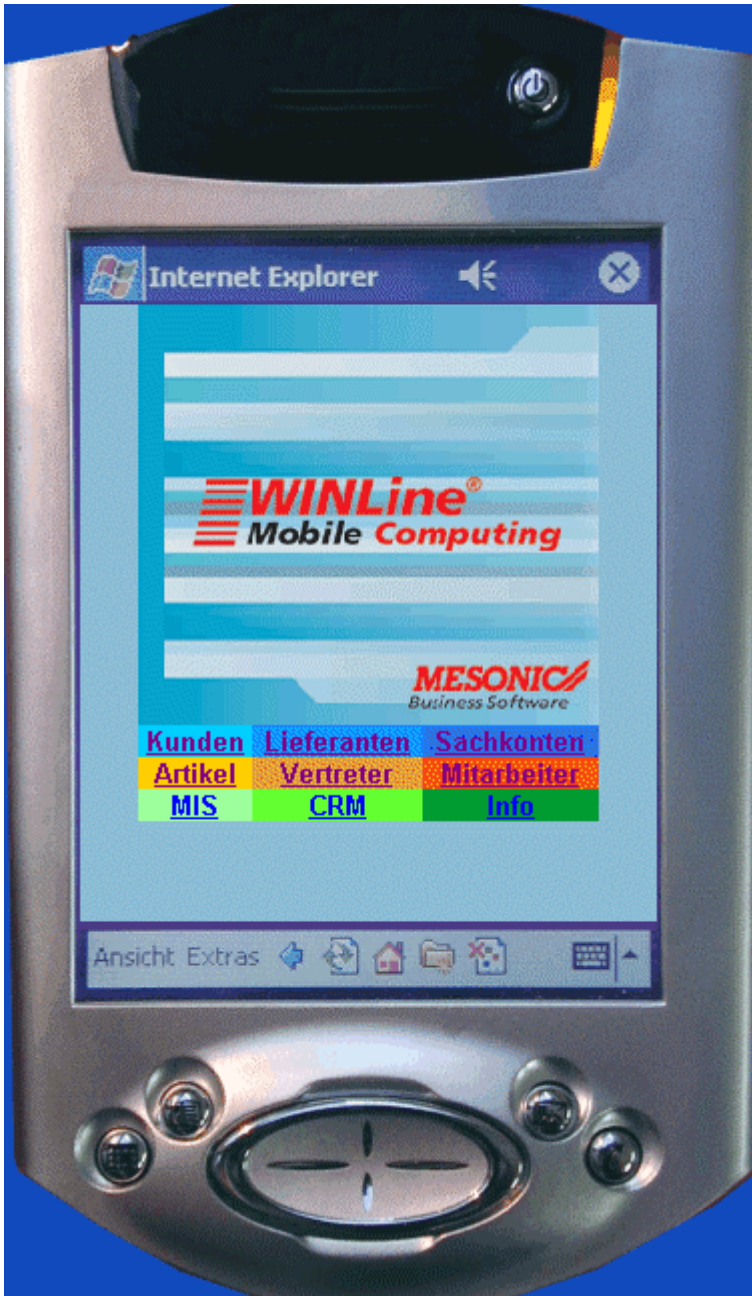 Internet Explorer
WINLine®
Mobile Computing
MESONIC
Business Software
Kunden Lieferanten Sachkonten
Artikel Vertreter Mitarbeiter
MIS CRM Info
Ansicht Extras